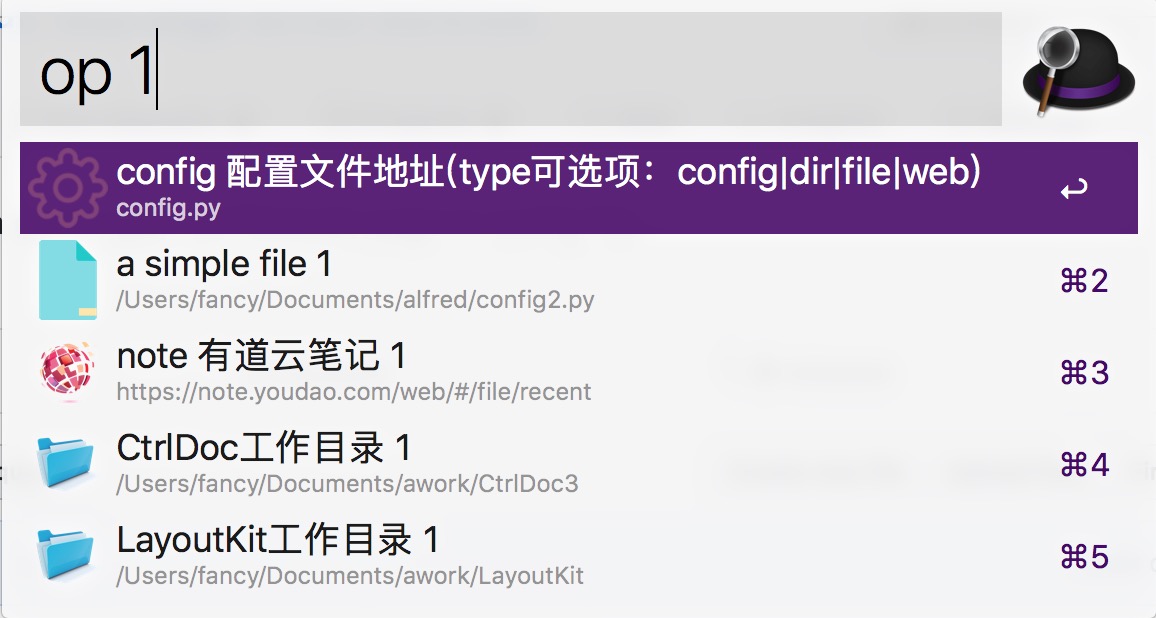 op 1
config 配置文件地址(type可选项：config|dir|file|web)
config.py
↩
a simple file 1
/Users/fancy/Documents/alfred/config2.py
⌘2
note 有道云笔记 1
https://note.youdao.com/web/#/file/recent
⌘3
CtrlDoc工作目录 1
/Users/fancy/Documents/awork/CtrlDoc3
⌘4
LayoutKit工作目录 1
/Users/fancy/Documents/awork/LayoutKit
⌘5